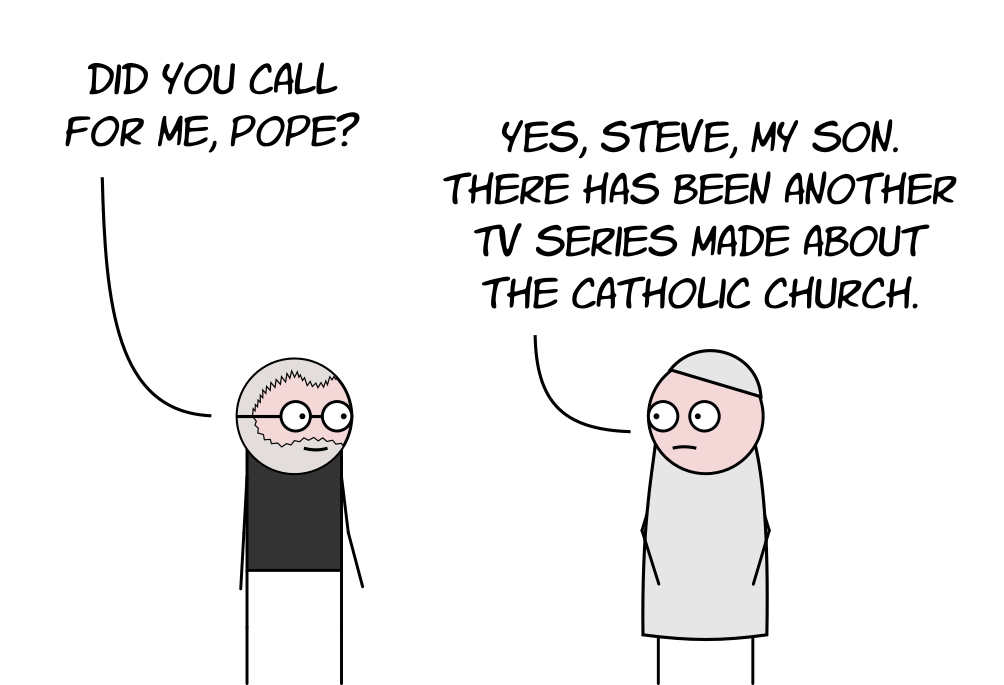 DID YOU CALL
FOR ME, POPE?
YES, STEVE, MY SON.
THERE HAS BEEN ANOTHER
TV SERIES MADE ABOUT
THE CATHOLIC CHURCH.